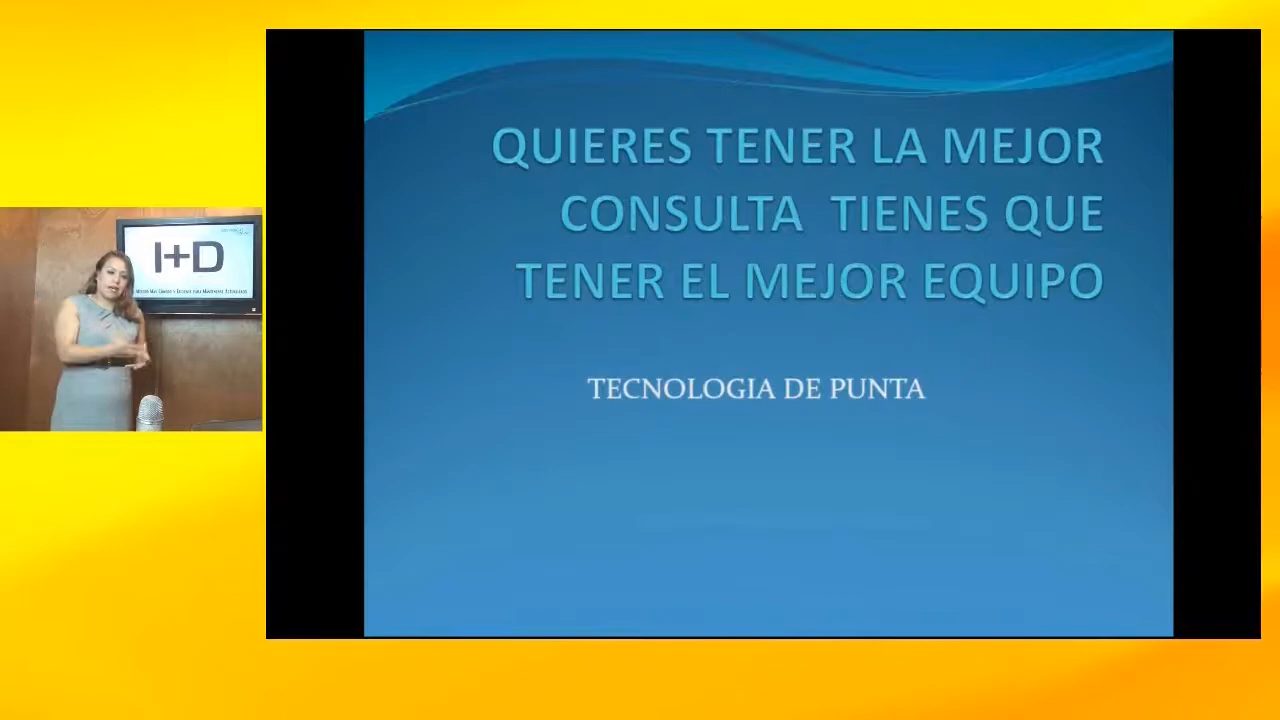 QUIERES TENER LA MEJOR
CONSULTA TIENES QUE
TENER EL MEJOR EQUIPO
TECNOLOGIA DE PUNTA
I+D